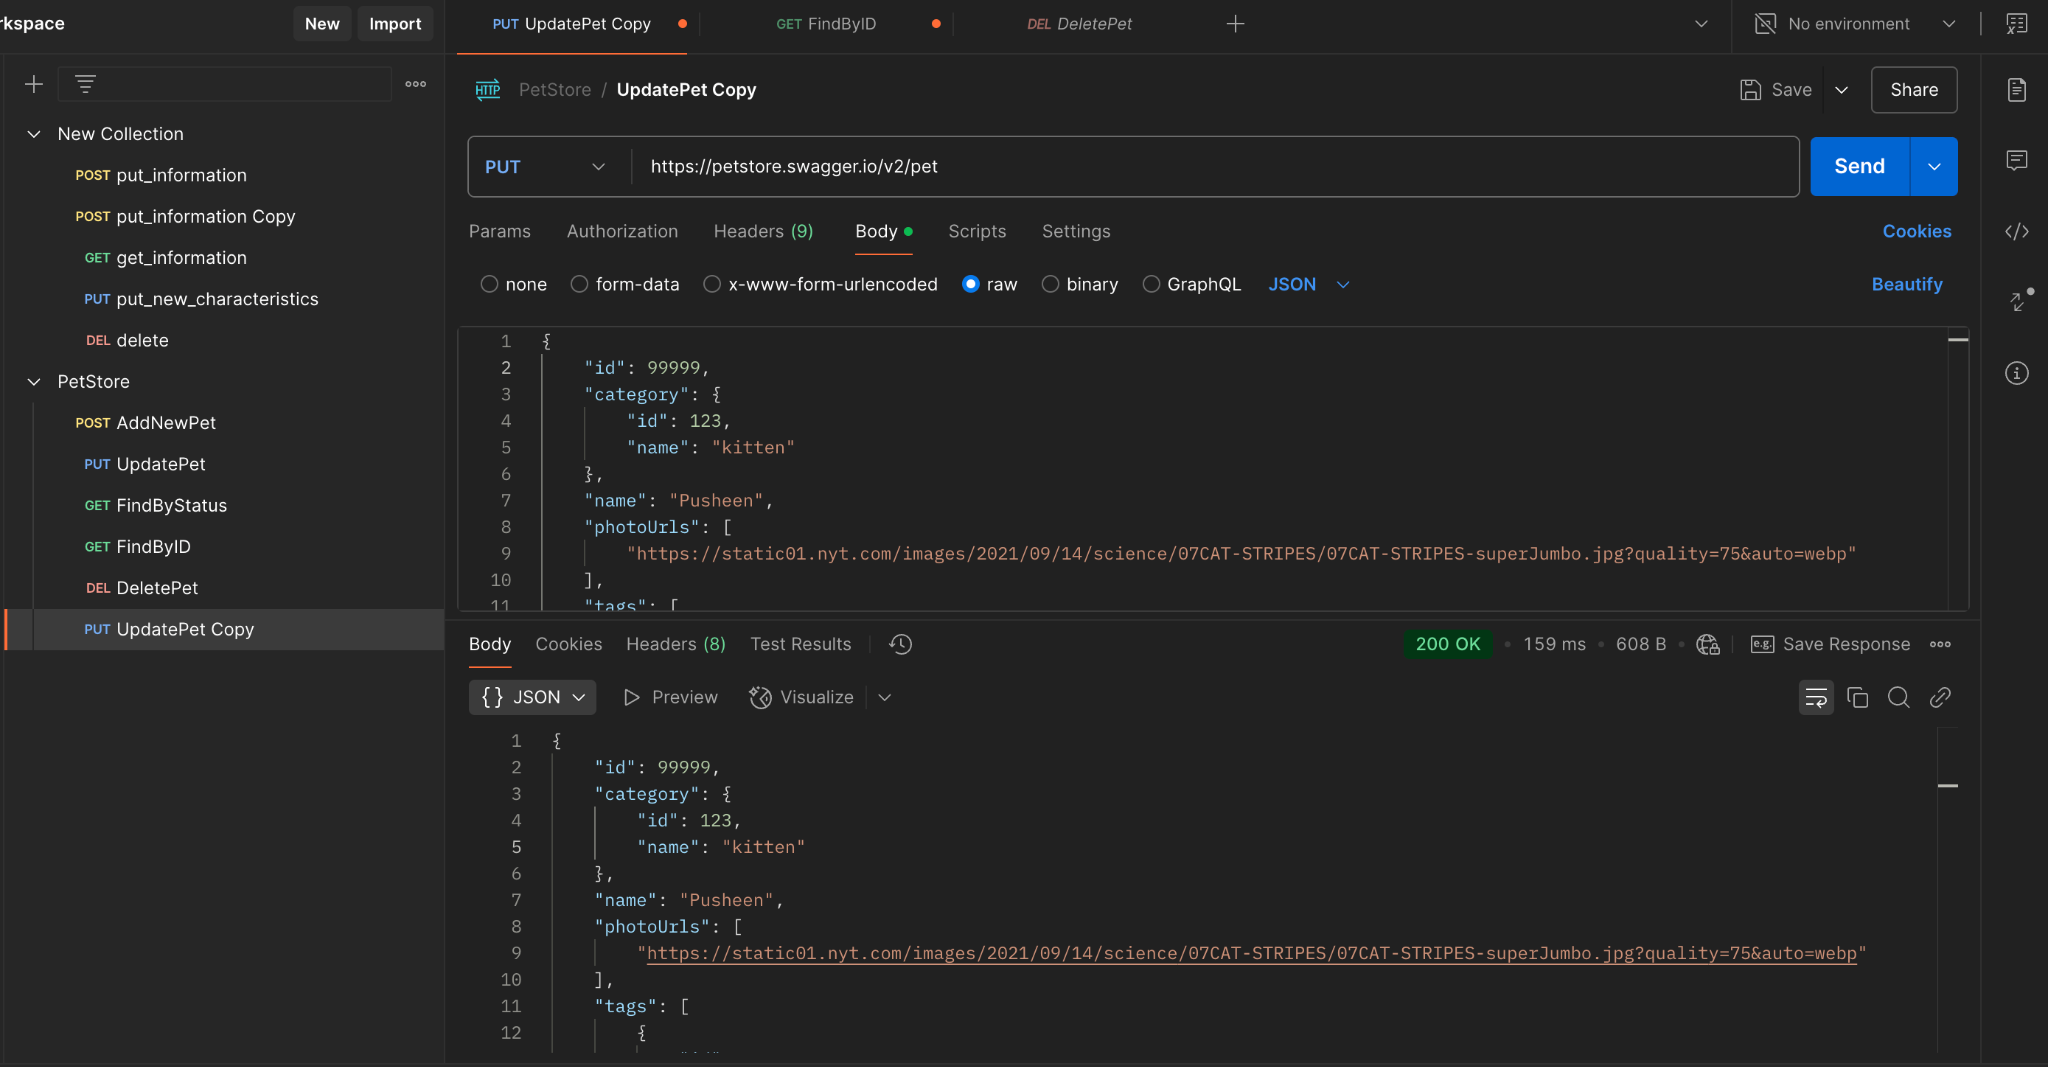 rkspace
New
Import
PUT UpdatePet Copy
GET FindByID
DEL DeletePet
No environment
New Collection
POST put_information
POST put_information Copy
GET get_information
PUT put_new_characteristics
DEL delete
PetStore
POST AddNewPet
PUT UpdatePet
GET FindByStatus
GET FindByID
DEL DeletePet
PUT UpdatePet Copy
HTTP PetStore / UpdatePet Copy
Save
Share
PUT
https://petstore.swagger.io/v2/pet
Send
Params Authorization Headers (9) Body Scripts Settings Cookies
none form-data x-www-form-urlencoded raw binary GraphQL JSON Beautify
1 {
2 "id": 99999,
3 "category": {
4 "id": 123,
5 "name": "kitten"
6 },
7 "name": "Pusheen",
8 "photoUrls": [
9 "https://static01.nyt.com/images/2021/09/14/science/07CAT-STRIPES/07CAT-STRIPES-superJumbo.jpg?quality=75&auto=webp"
10 ],
11 "tags": [
Body Cookies Headers (8) Test Results
200 OK • 159 ms • 608 B • e.g. Save Response
{} JSON Preview Visualize
1 {
2 "id": 99999,
3 "category": {
4 "id": 123,
5 "name": "kitten"
6 },
7 "name": "Pusheen",
8 "photoUrls": [
9 "https://static01.nyt.com/images/2021/09/14/science/07CAT-STRIPES/07CAT-STRIPES-superJumbo.jpg?quality=75&auto=webp"
10 ],
11 "tags": [
12 {